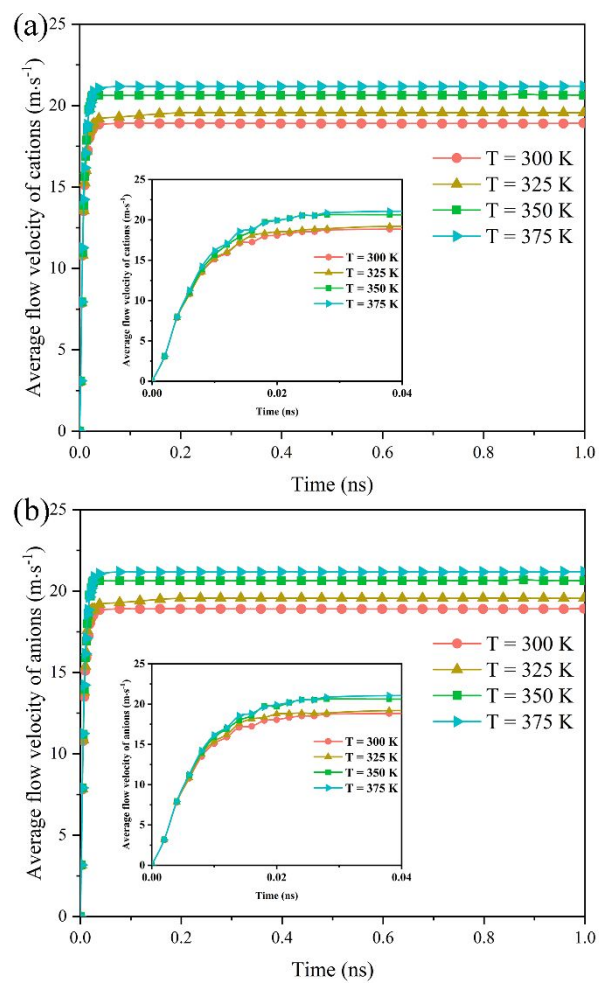 (a)
25
20
15
10
5
0
Average flow velocity of cations (m·s⁻¹)
0.0 0.2 0.4 0.6 0.8 1.0
Time (ns)
T = 300 K
T = 325 K
T = 350 K
T = 375 K
25
20
15
10
5
0
Average flow velocity of cations (m·s⁻¹)
0.00 0.02 0.04
Time (ns)
T = 300 K
T = 325 K
T = 350 K
T = 375 K
(b)
25
20
15
10
5
0
Average flow velocity of anions (m·s⁻¹)
0.0 0.2 0.4 0.6 0.8 1.0
Time (ns)
T = 300 K
T = 325 K
T = 350 K
T = 375 K
25
20
15
10
5
0
Average flow velocity of anions (m·s⁻¹)
0.00 0.02 0.04
Time (ns)
T = 300 K
T = 325 K
T = 350 K
T = 375 K